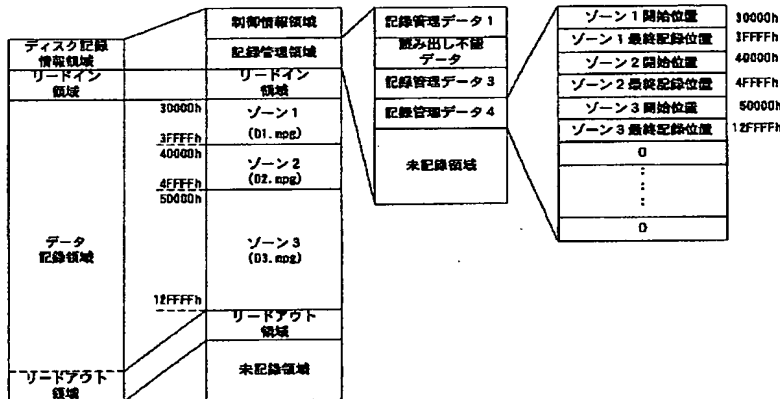 ディスク記録
情報領域
リードイン
領域
データ
記録領域
リードアウト
領域
制御情報領域
記録管理領域
リードイン
領域
30000h
ゾーン1
(D1.mpg)
3FFFFh
40000h
ゾーン2
(D2.mpg)
4FFFFh
50000h
ゾーン3
(D3.mpg)
12FFFFh
リードアウト
領域
未記録領域
記録管理データ1
読み出し不能
データ
記録管理データ3
記録管理データ4
未記録領域
ゾーン1開始位置 30000h
ゾーン1最終記録位置 3FFFFh
ゾーン2開始位置 40000h
ゾーン2最終記録位置 4FFFFh
ゾーン3開始位置 50000h
ゾーン3最終記録位置 12FFFFh
0
0